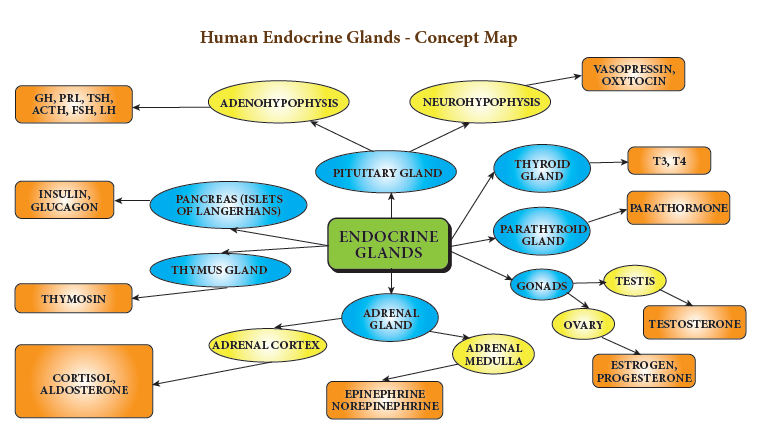 Human Endocrine Glands - Concept Map
VASOPRESSIN,
OXYTOCIN
GH, PRL, TSH,
ACTH, FSH, LH
ADENOHYPOPHYSIS
NEUROHYPOPHYSIS
PITUITARY GLAND
THYROID
GLAND
T3, T4
INSULIN,
GLUCAGON
PANCREAS (ISLETS
OF LANGERHANS)
PARATHYROID
GLAND
PARATHORMONE
ENDOCRINE
GLANDS
THYMUS GLAND
THYMOSIN
GONADS
TESTIS
TESTOSTERONE
OVARY
ESTROGEN,
PROGESTERONE
ADRENAL
GLAND
ADRENAL CORTEX
ADRENAL
MEDULLA
CORTISOL,
ALDOSTERONE
EPINEPHRINE
NOREPINEPHRINE